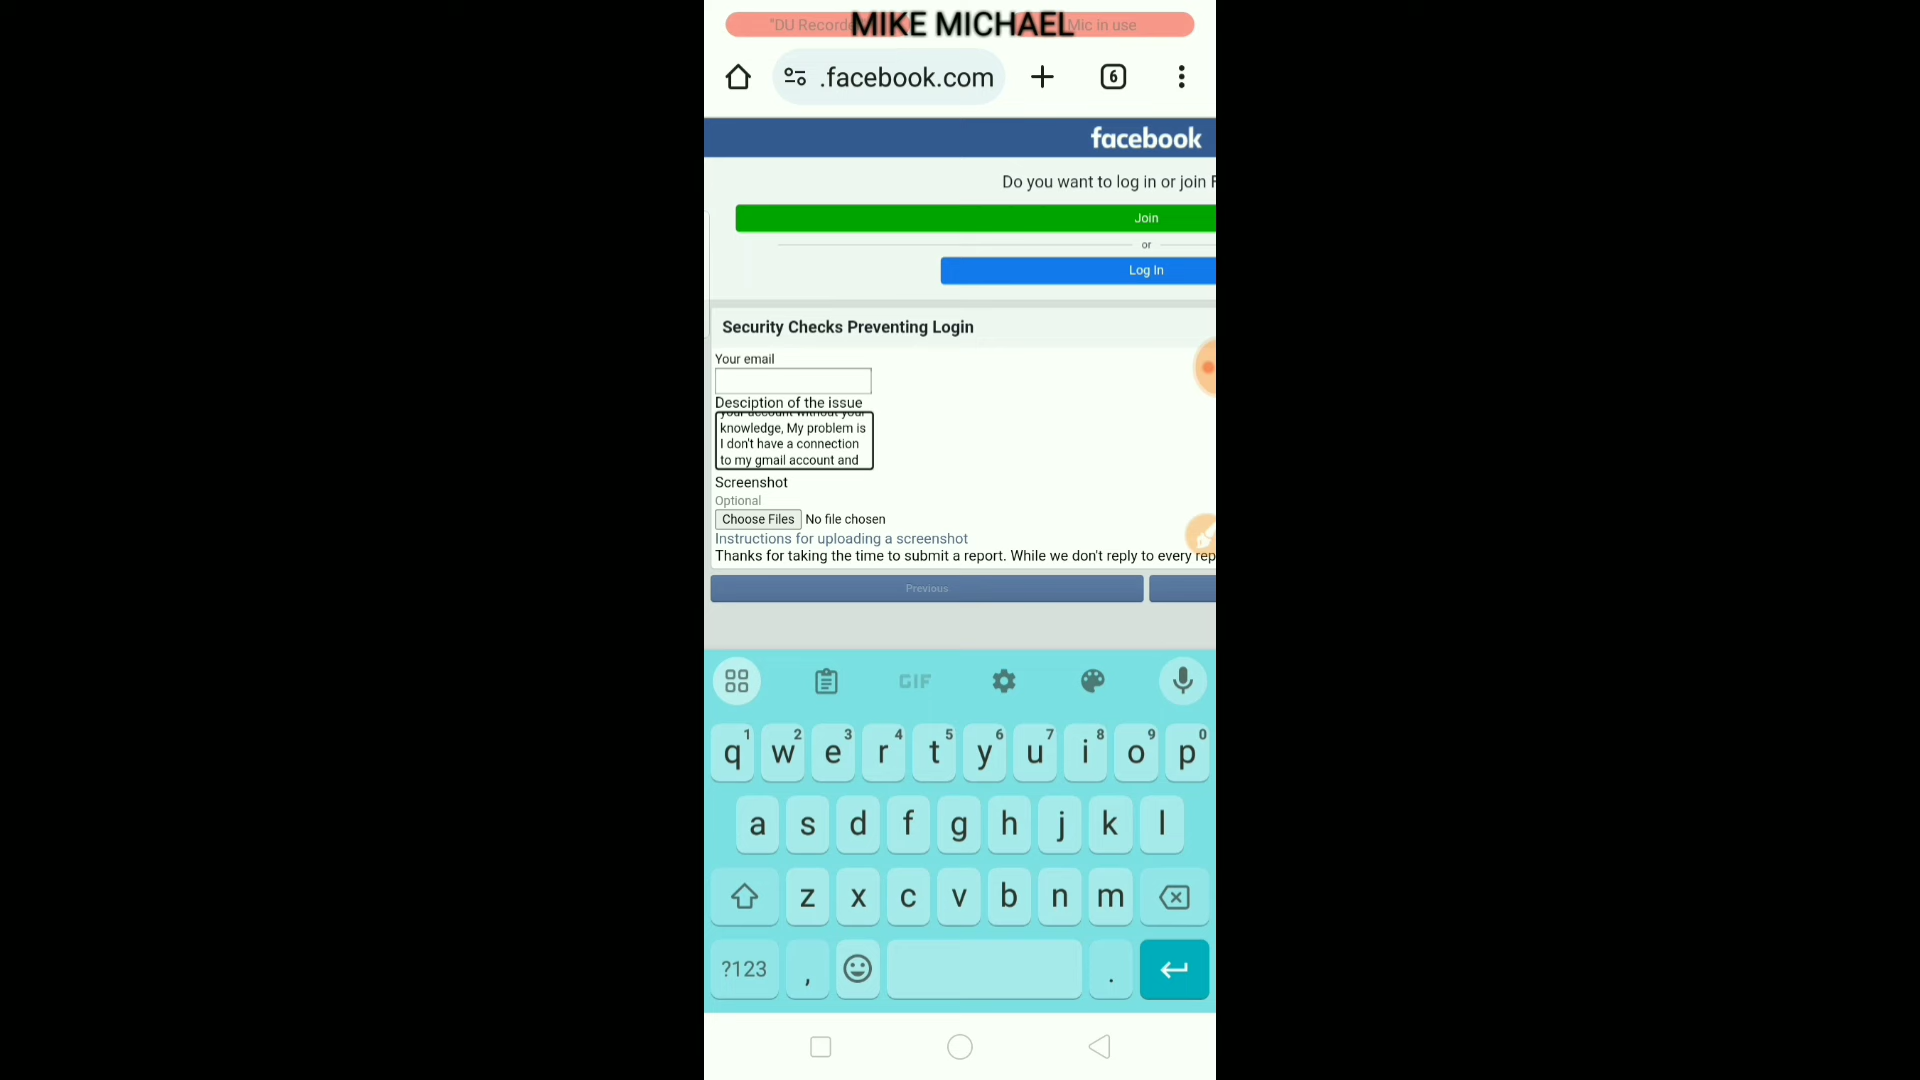 "DU Recorde
MIKE MICHAEL
Mic in use
.facebook.com
6
facebook
Do you want to log in or join F
Join
or
Log In
Security Checks Preventing Login
Your email
Desciption of the issue
your account without your
knowledge, My problem is
I don't have a connection
to my gmail account and
Screenshot
Optional
Choose Files No file chosen
Instructions for uploading a screenshot
Thanks for taking the time to submit a report. While we don't reply to every rep
Previous
GIF
1 2 3 4 5 6 7 8 9 0
q w e r t y u i o p
a s d f g h j k l
z x c v b n m
?123 , .